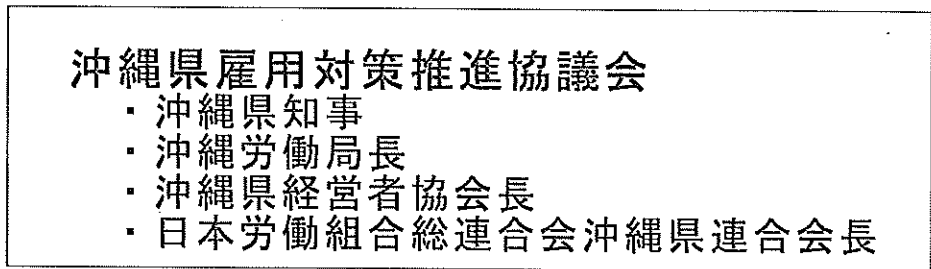 沖縄県雇用対策推進協議会
・沖縄県知事
・沖縄労働局長
・沖縄県経営者協会長
・日本労働組合総連合会沖縄県連合会長